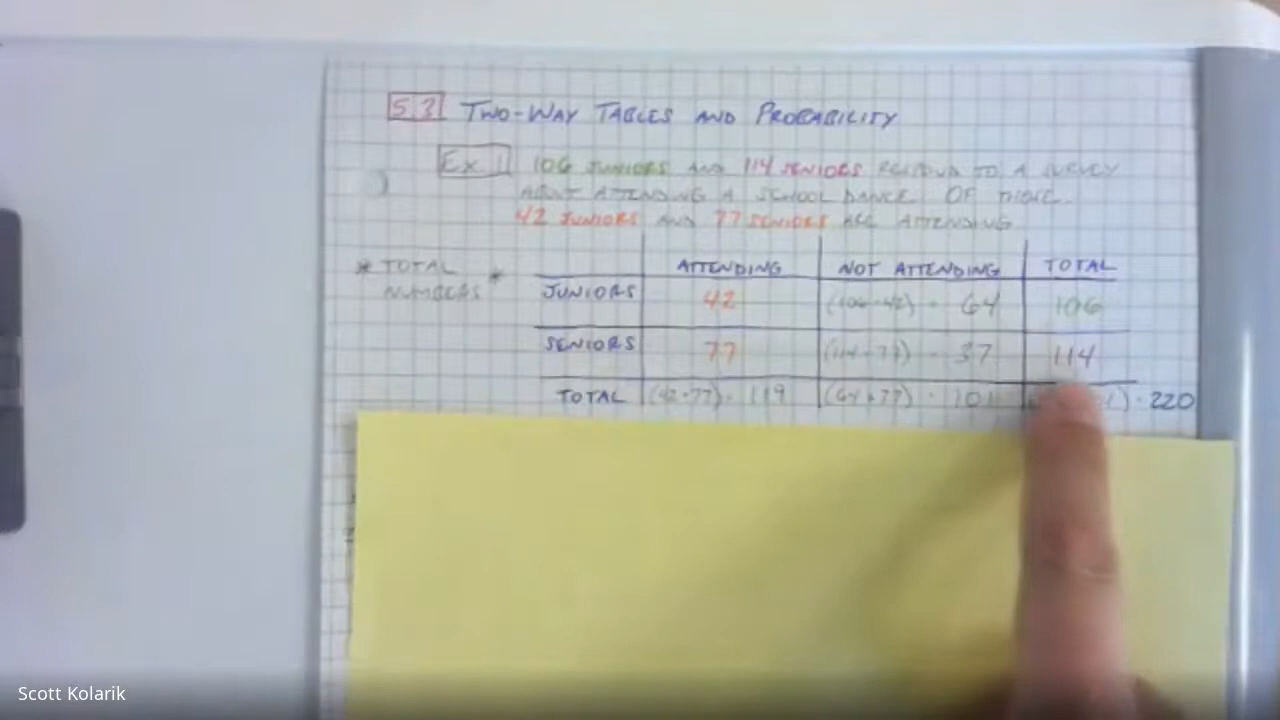 5.3 TWO-WAY TABLES AND PROBABILITY
Ex 1 106 JUNIORS AND 114 SENIORS RESPOND TO A SURVEY
ABOUT ATTENDING A SCHOOL DANCE. OF THOSE.
42 JUNIORS AND 77 SENIORS ARE ATTENDING
* TOTAL NUMBERS *
ATTENDING NOT ATTENDING TOTAL
JUNIORS 42 (106-42) = 64 106
SENIORS 77 (114-77) = 37 114
TOTAL (42+77) = 119 101 = 220
Scott Kolarik